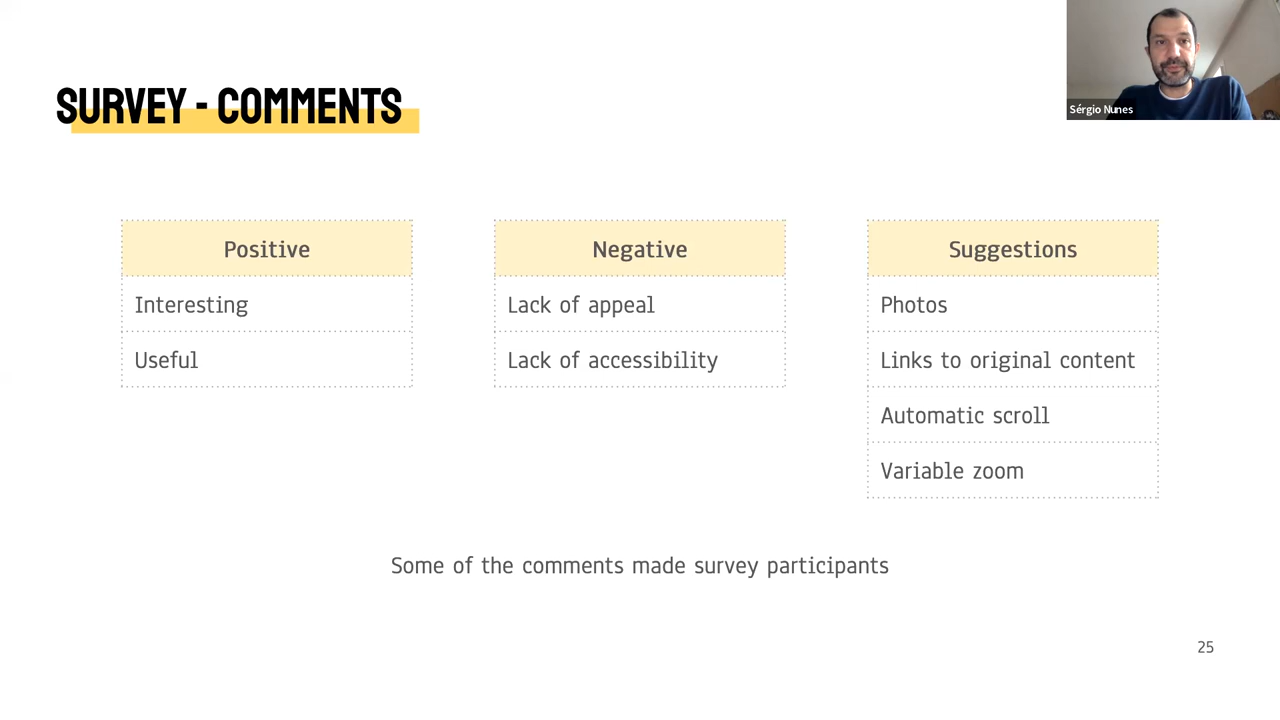 SURVEY - COMMENTS
Sérgio Nunes
Positive
Interesting
Useful
Negative
Lack of appeal
Lack of accessibility
Suggestions
Photos
Links to original content
Automatic scroll
Variable zoom
Some of the comments made survey participants
25